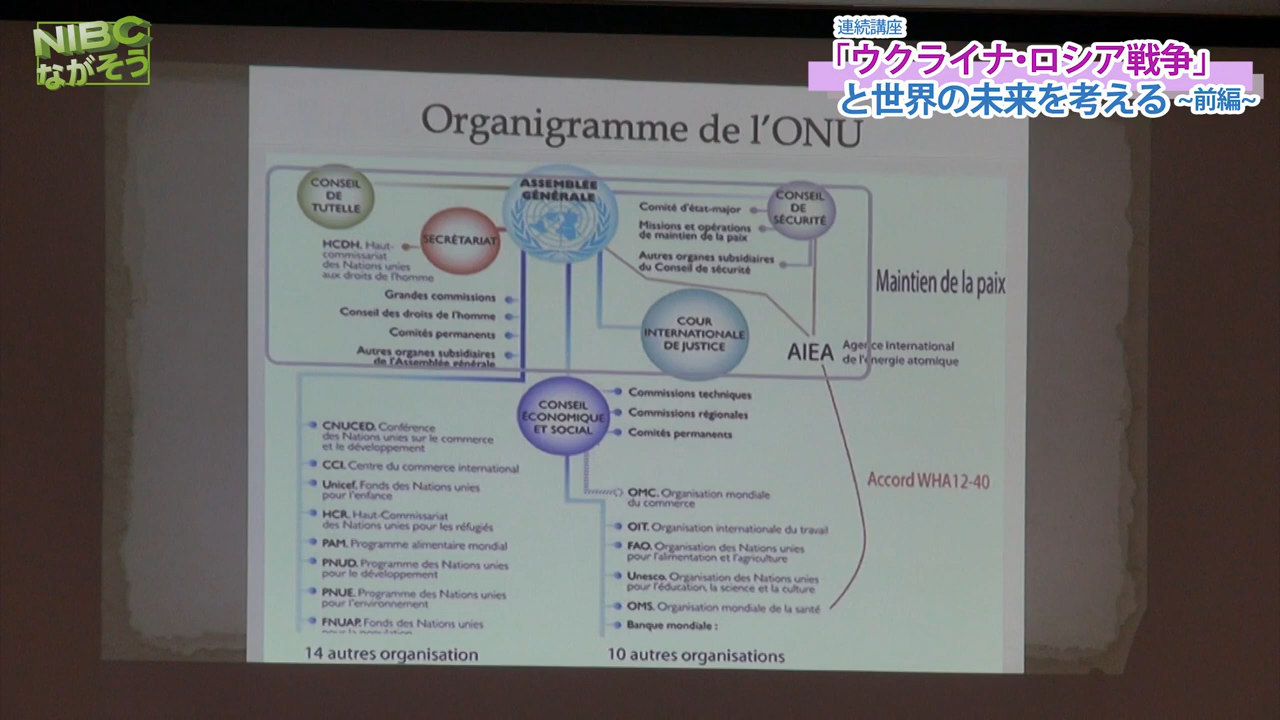 NIBC
ながそう
連続講座
「ウクライナ・ロシア戦争」
と世界の未来を考える ~前編~
Organigramme de l'ONU
CONSEIL
DE
TUTELLE
ASSEMBLÉE
GÉNÉRALE
CONSEIL
DE
SÉCURITÉ
SECRÉTARIAT
Comité d'état-major
Missions et opérations
de maintien de la paix
Autres organes subsidiaires
du Conseil de sécurité
HCDH. Haut-
commissariat
des Nations unies
aux droits de l'homme
Maintien de la paix
Grandes commissions
Conseil des droits de l'homme
Comités permanents
Autres organes subsidiaires
de l'Assemblée générale
COUR
INTERNATIONALE
DE JUSTICE
AIEA
Agence international
de l'énergie atomique
CONSEIL
ÉCONOMIQUE
ET SOCIAL
Commissions techniques
Commissions régionales
Comités permanents
CNUCED. Conférence
des Nations unies sur le commerce
et le développement
CCI. Centre du commerce international
Unicef. Fonds des Nations unies
pour l'enfance
HCR. Haut-Commissariat
des Nations unies pour les réfugiés
PAM. Programme alimentaire mondial
PNUD. Programme des Nations unies
pour le développement
PNUE. Programme des Nations unies
pour l'environnement
FNUAP. Fonds des Nations unies
pour la population
14 autres organisation
Accord WHA12-40
OMC. Organisation mondiale
du commerce
OIT. Organisation internationale du travail
FAO. Organisation des Nations unies
pour l'alimentation et l'agriculture
Unesco. Organisation des Nations unies
pour l'éducation, la science et la culture
OMS. Organisation mondiale de la santé
Banque mondiale :
10 autres organisations